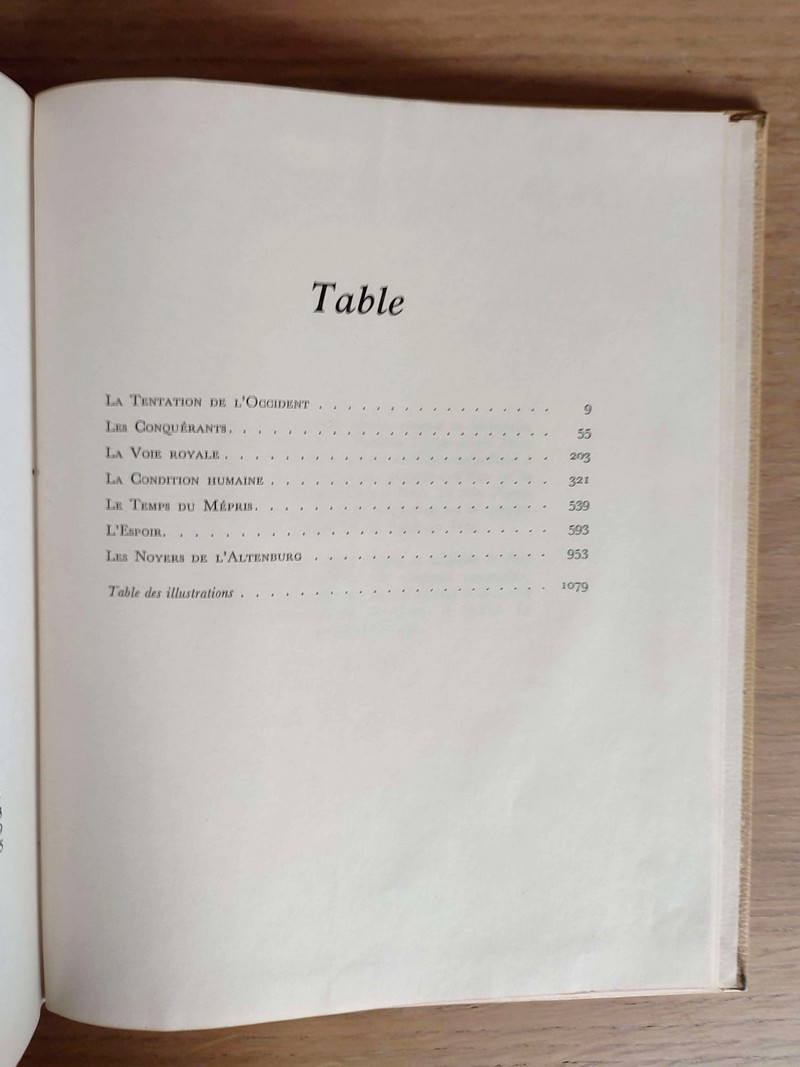 Table
La Tentation de l'Occident . . . . . . . . . . . . . . . . . 9
Les Conquérants. . . . . . . . . . . . . . . . . . . . . . . 55
La Voie royale . . . . . . . . . . . . . . . . . . . . . . . 203
La Condition humaine . . . . . . . . . . . . . . . . . . . . 321
Le Temps du Mépris. . . . . . . . . . . . . . . . . . . . . 539
L'Espoir. . . . . . . . . . . . . . . . . . . . . . . . . . . 593
Les Noyers de l'Altenburg . . . . . . . . . . . . . . . . . 953
Table des illustrations . . . . . . . . . . . . . . . . . . . . . 1079